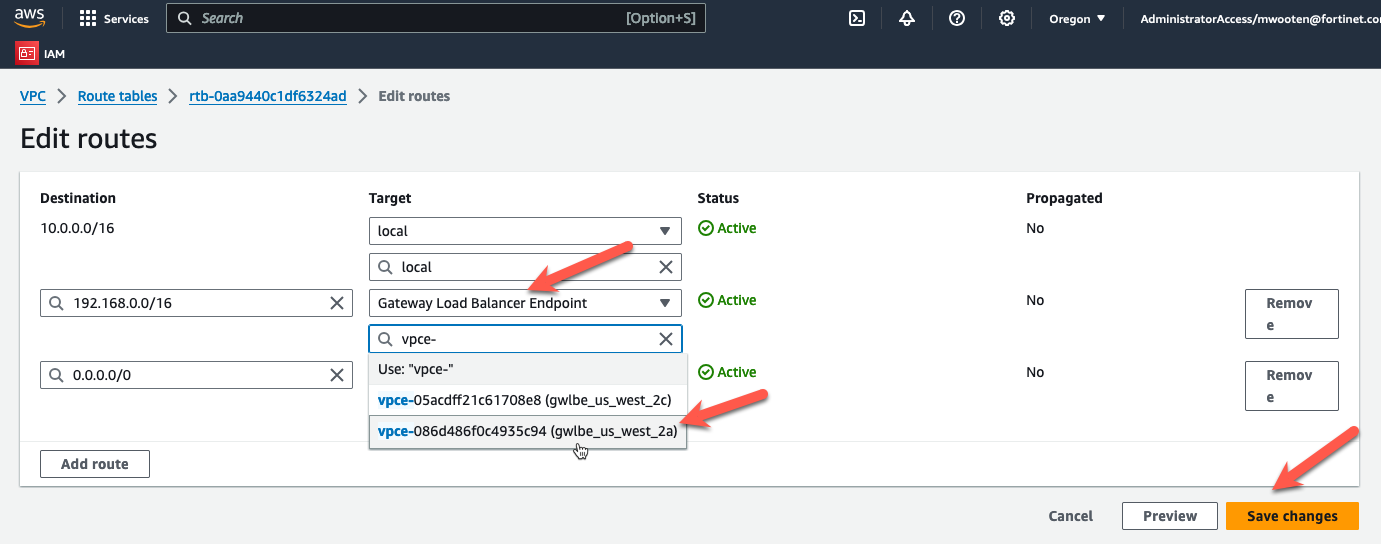 aws
Services
Search
[Option+S]
Oregon
AdministratorAccess/mwooten@fortinet.co
IAM
VPC > Route tables > rtb-0aa9440c1df6324ad > Edit routes
Edit routes
Destination Target Status Propagated
10.0.0.0/16 local Active No
local
192.168.0.0/16 Gateway Load Balancer Endpoint Active No Remov
e
vpce-
Use: "vpce-"
0.0.0.0/0 Active No Remov
e
vpce-05acdff21c61708e8 (gwlbe_us_west_2c)
vpce-086d486f0c4935c94 (gwlbe_us_west_2a)
Add route
Cancel Preview Save changes